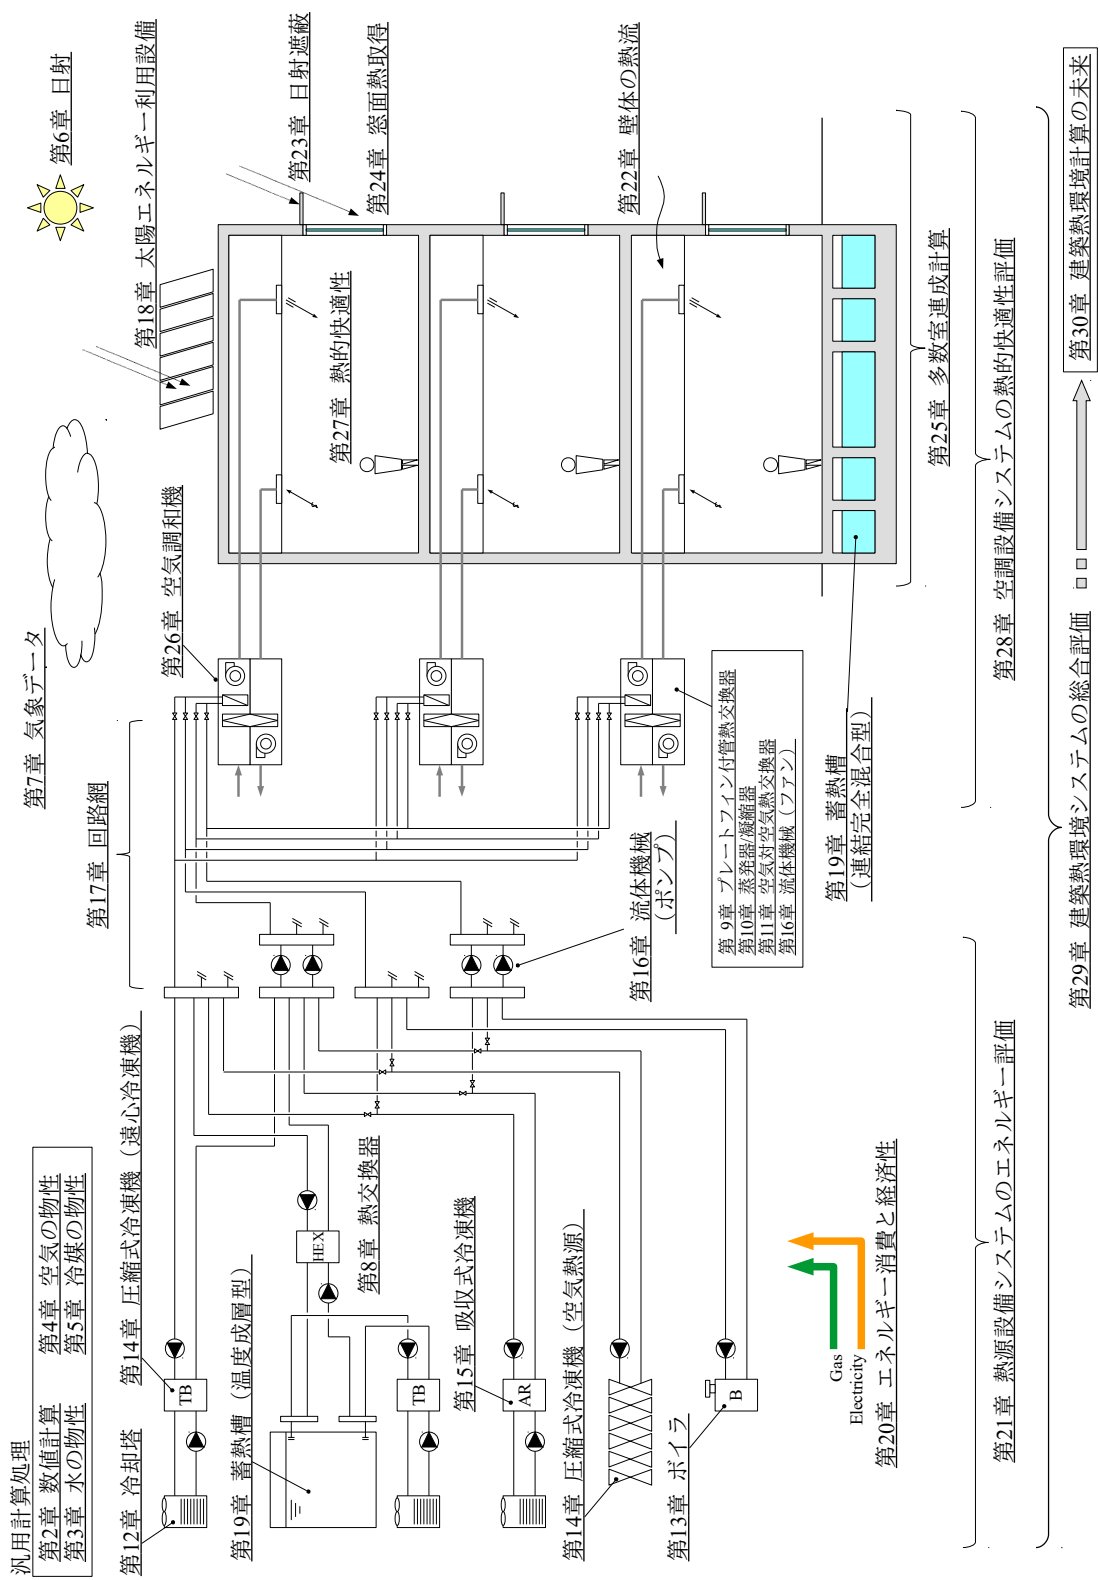 汎用計算処理
第2章 数値計算
第3章 水の物性
第4章 空気の物性
第5章 冷媒の物性
第7章 気象データ
第6章 日射
第12章 冷却塔
第14章 圧縮式冷凍機（遠心冷凍機）
第17章 回路網
第26章 空気調和機
第18章 太陽エネルギー利用設備
第23章 日射遮蔽
第24章 窓面熱取得
第27章 熱的快適性
第22章 壁体の熱流
TB
第19章 蓄熱槽（温度成層型）
HEX
第8章 熱交換器
TB
第15章 吸収式冷凍機
AR
第14章 圧縮式冷凍機（空気熱源）
第16章 流体機械
（ポンプ）
第13章 ボイラ
B
第 9章 プレートフィン付管熱交換器
第10章 蒸発器/凝縮器
第11章 空気対空気熱交換器
第16章 流体機械（ファン）
第19章 蓄熱槽
（連結完全混合型）
Gas
Electricity
第20章 エネルギー消費と経済性
第25章 多数室連成計算
第21章 熱源設備システムのエネルギー評価
第28章 空調設備システムの熱的快適性評価
第29章 建築熱環境システムの総合評価
第30章 建築熱環境計算の未来